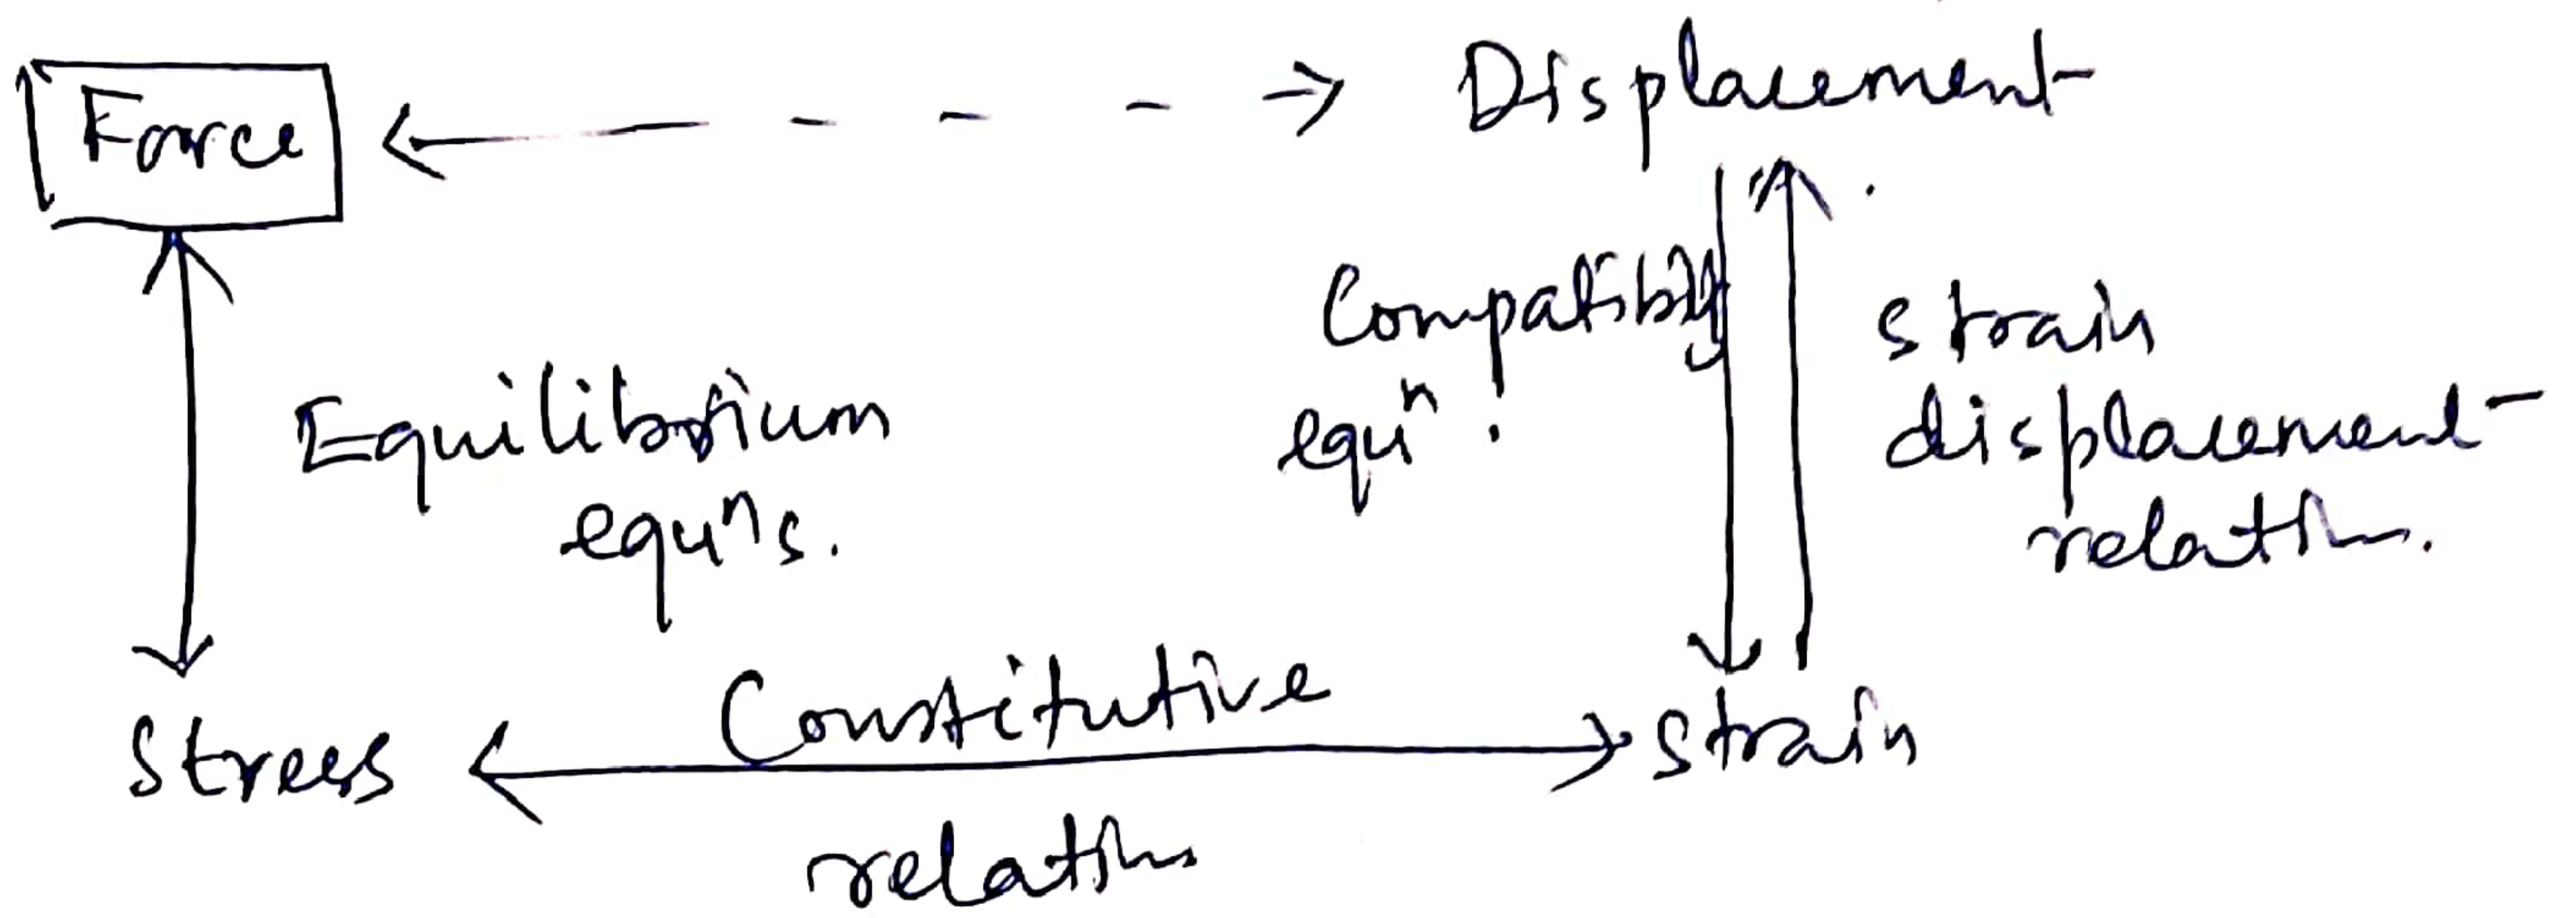 Force
Displacement
Compatibility
equⁿ.
strain
displacement
relation.
Equilibrium
equⁿs.
Constitutive
Stress
strain
relation